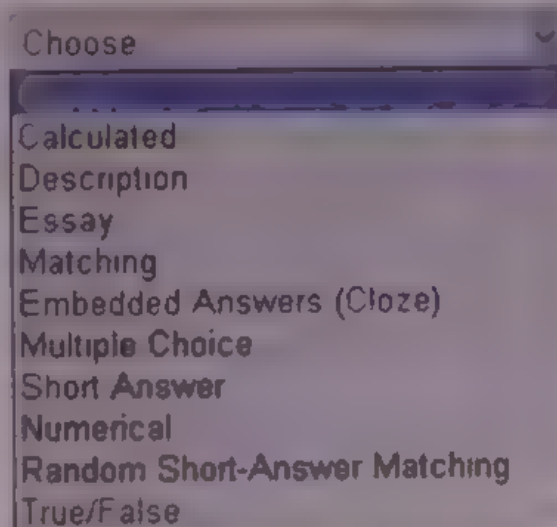 Choose
Calculated
Description
Essay
Matching
Embedded Answers (Cloze)
Multiple Choice
Short Answer
Numerical
Random Short-Answer Matching
True/False